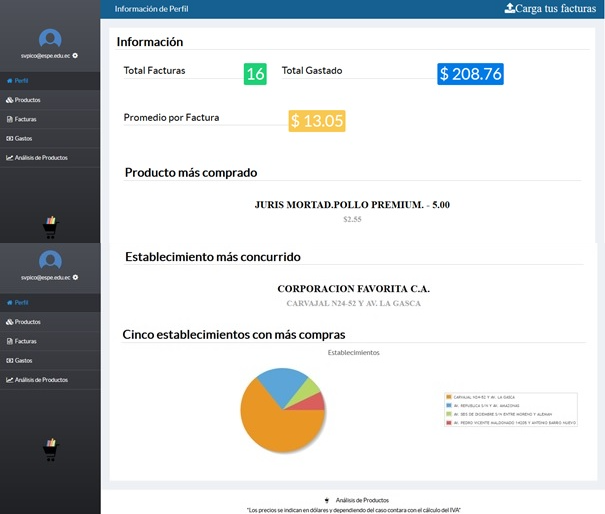 Información de Perfil
Carga tus facturas
svpico@espe.edu.ec
Perfil
Productos
Facturas
Gastos
Análisis de Productos
Información
Total Facturas 16 Total Gastado $ 208.76
Promedio por Factura $ 13.05
Producto más comprado
JURIS MORTAD.POLLO PREMIUM. - 5.00
$2.55
svpico@espe.edu.ec
Perfil
Productos
Facturas
Gastos
Análisis de Productos
Establecimiento más concurrido
CORPORACION FAVORITA C.A.
CARVAJAL N24-52 Y AV. LA GASCA
Cinco establecimientos con más compras
Establecimientos
CARVAJAL N24-52 Y AV. LA GASCA
AV. REPUBLICA S/N Y AV. AMAZONAS
AV. SEIS DE DICIEMBRE S/N ENTRE MORENO Y ALEMAN
AV. PEDRO VICENTE MALDONADO 14205 Y ANTONIO BARRO NUEVO
Análisis de Productos
"Los precios se indican en dólares y dependiendo del caso contara con el cálculo del IVA"